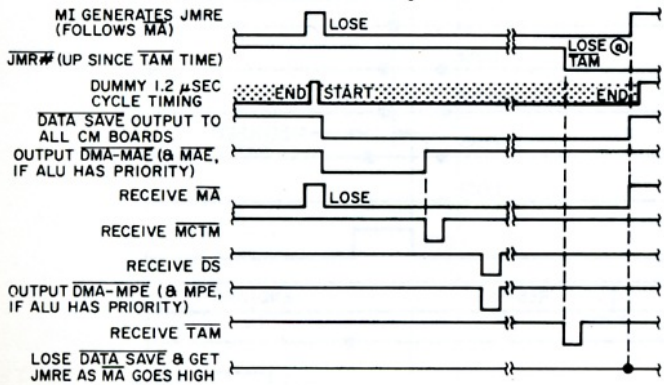 MI GENERATES JMRE
(FOLLOWS MA) LOSE
JMR# (UP SINCE TAM TIME) LOSE @
TAM
DUMMY 1.2 μSEC
CYCLE TIMING END START END
DATA SAVE OUTPUT TO
ALL CM BOARDS
OUTPUT DMA-MAE (& MAE,
IF ALU HAS PRIORITY)
RECEIVE MA LOSE
RECEIVE MCTM
RECEIVE DS
OUTPUT DMA-MPE (& MPE,
IF ALU HAS PRIORITY)
RECEIVE TAM
LOSE DATA SAVE & GET
JMRE AS MA GOES HIGH